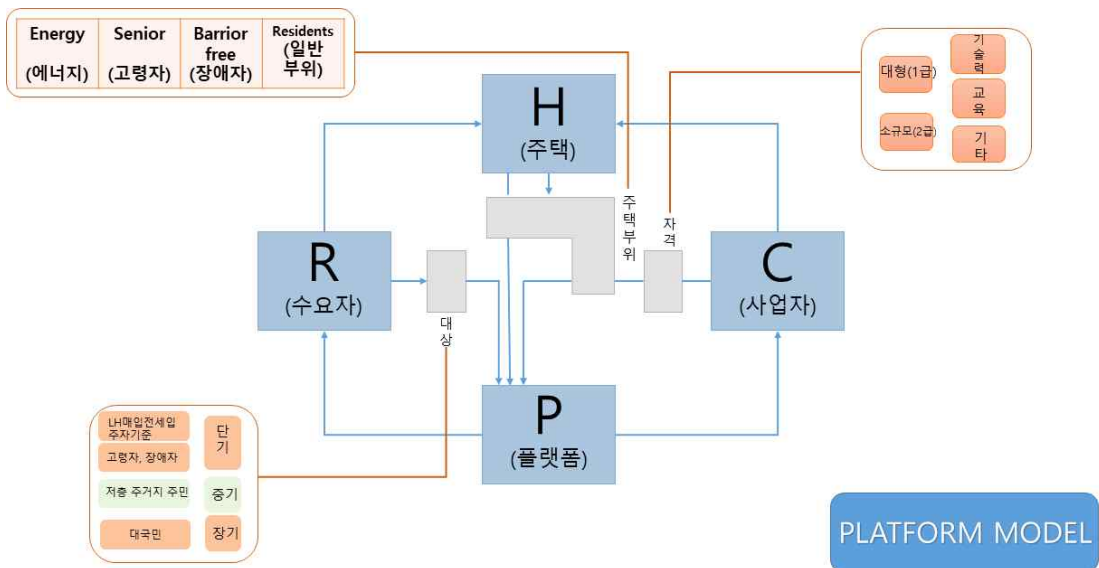 Energy
(에너지)
Senior
(고령자)
Barrior
free
(장애자)
Residents
(일반
부위)
H
(주택)
대형(1급)
소규모(2급)
기
술
력
교
육
기
타
주
택
부
위
자
격
R
(수요자)
대
상
C
(사업자)
P
(플랫폼)
LH매입전세입
주자기준
고령자, 장애자
저층 주거지 주민
대국민
단
기
중기
장기
PLATFORM MODEL